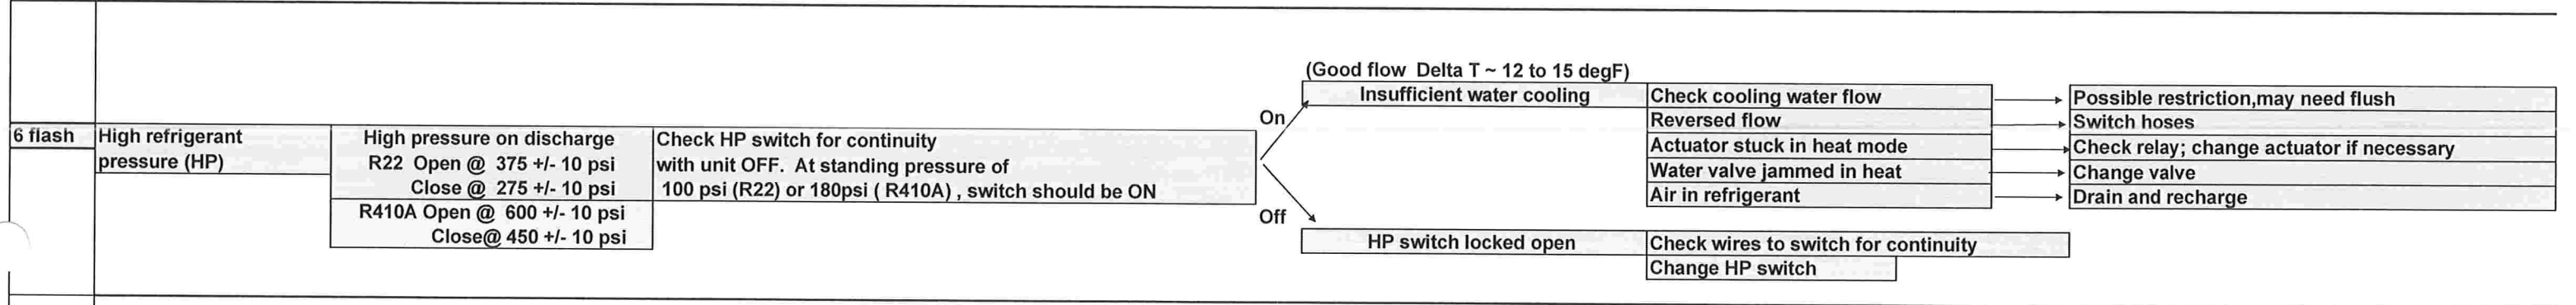 6 flash
High refrigerant
pressure (HP)
High pressure on discharge
R22 Open @ 375 +/- 10 psi
Close @ 275 +/- 10 psi
R410A Open @ 600 +/- 10 psi
Close@ 450 +/- 10 psi
Check HP switch for continuity
with unit OFF. At standing pressure of
100 psi (R22) or 180psi ( R410A) , switch should be ON
On
(Good flow Delta T ~ 12 to 15 degF)
Insufficient water cooling
Check cooling water flow
Possible restriction,may need flush
Reversed flow
Switch hoses
Actuator stuck in heat mode
Check relay; change actuator if necessary
Water valve jammed in heat
Change valve
Air in refrigerant
Drain and recharge
Off
HP switch locked open
Check wires to switch for continuity
Change HP switch